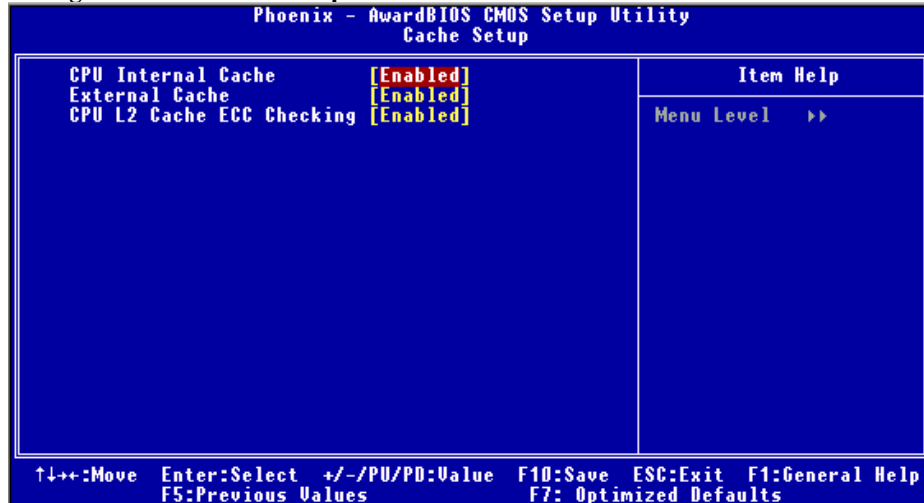 Phoenix - AwardBIOS CMOS Setup Utility
Cache Setup
CPU Internal Cache [Enabled]
External Cache [Enabled]
CPU L2 Cache ECC Checking [Enabled]
Item Help
Menu Level ▸▸
↑↓→←:Move Enter:Select +/-/PU/PD:Value F10:Save ESC:Exit F1:General Help
F5:Previous Values F7: Optimized Defaults